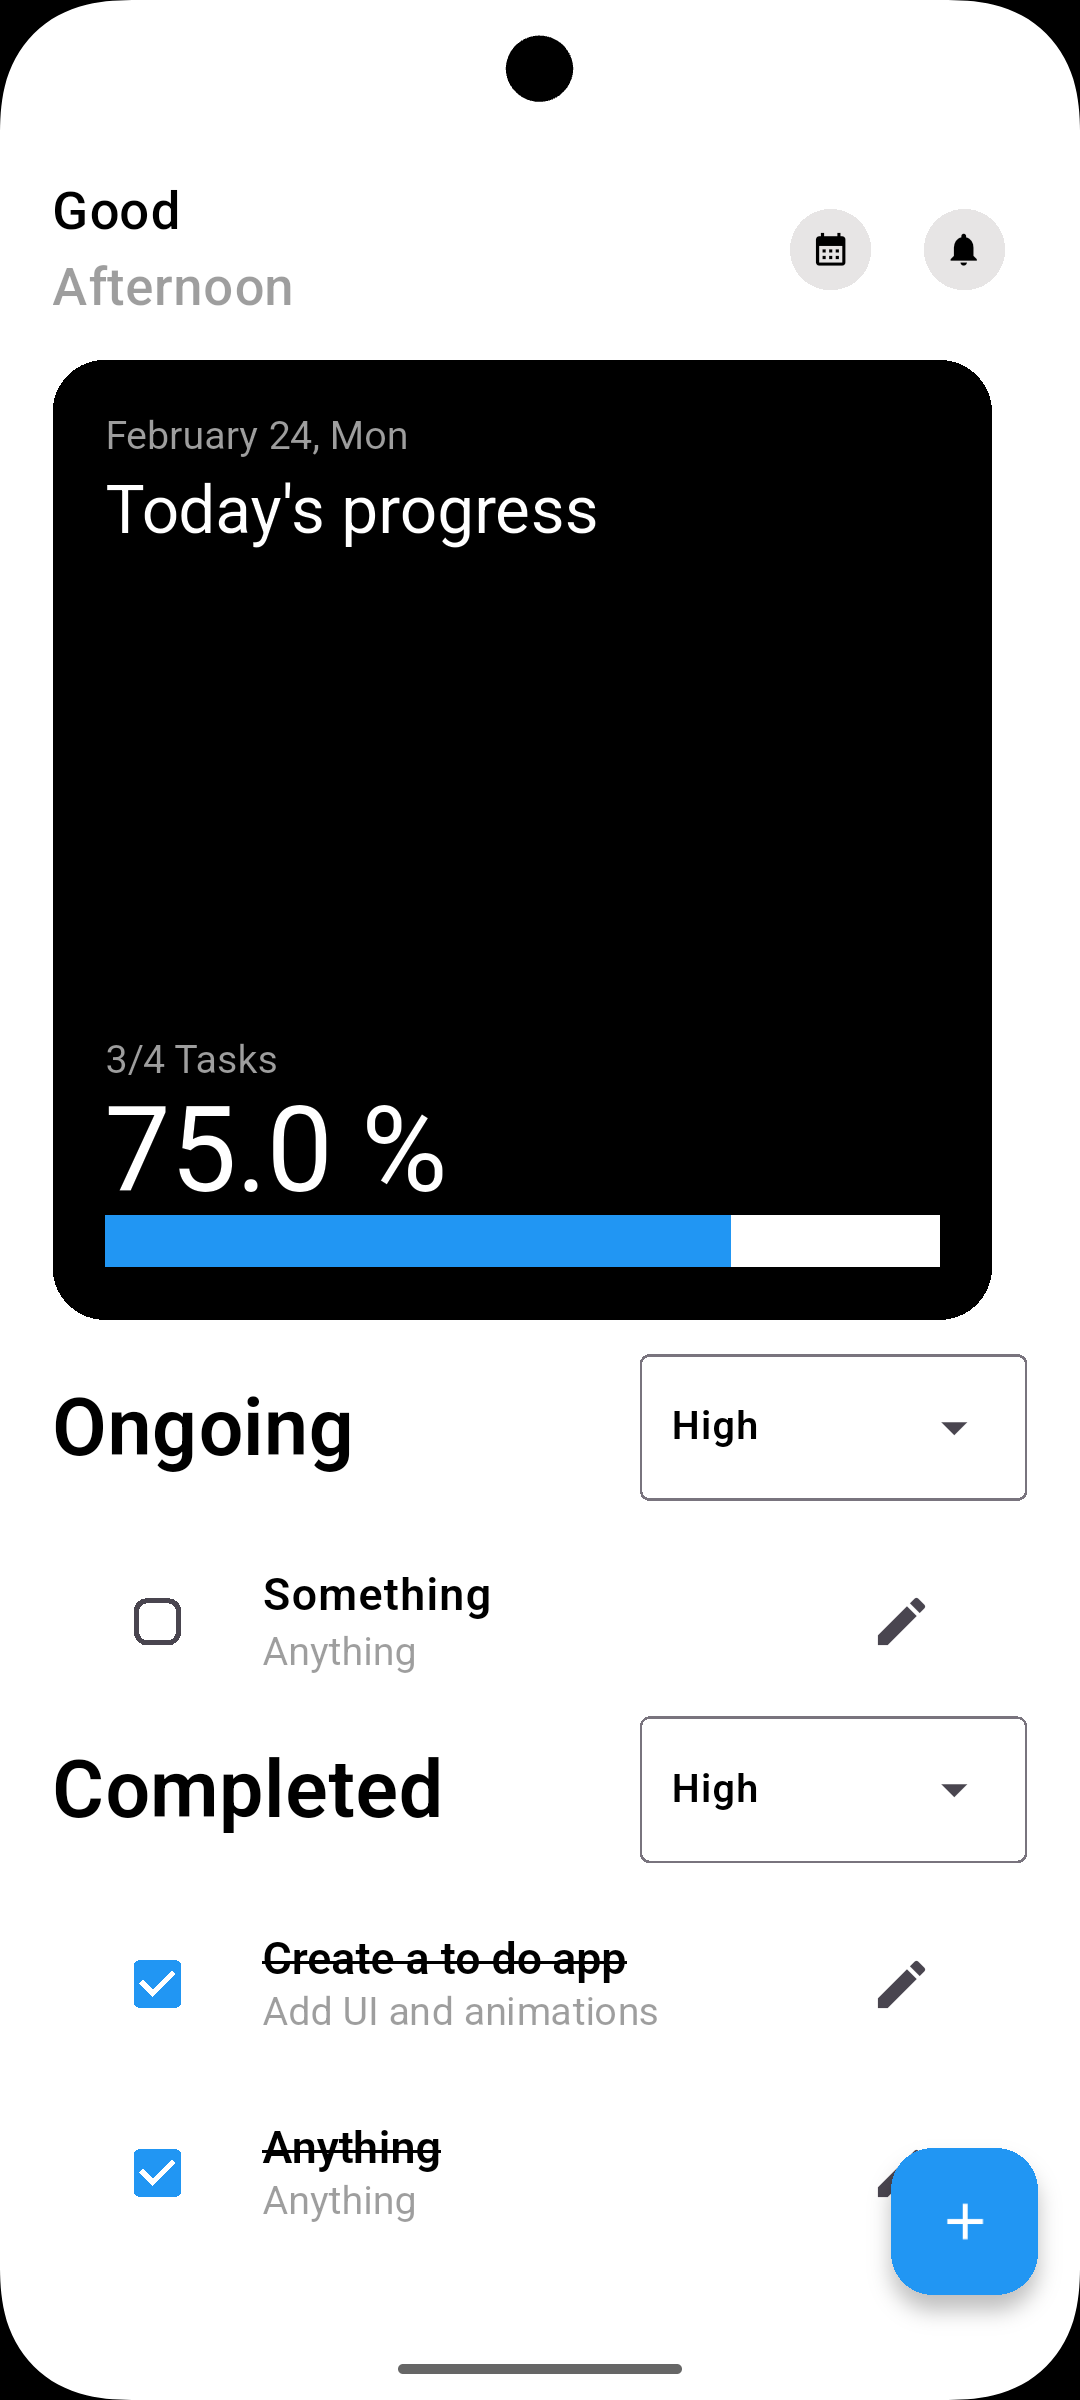 Good
Afternoon
February 24, Mon
Today's progress
3/4 Tasks
75.0 %
Ongoing
High
Something
Anything
Completed
High
Create a to do app
Add UI and animations
Anything
Anything